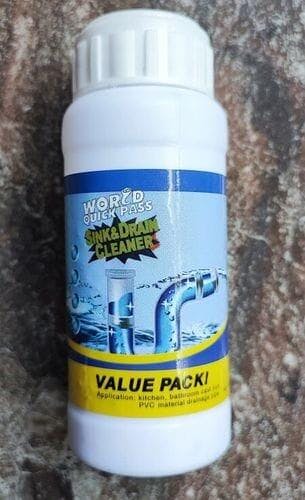 WORLD
QUICK PASS
SINK&DRAIN
CLEANER
VALUE PACK!
Application: kitchen, bathroom
PVC material drainage